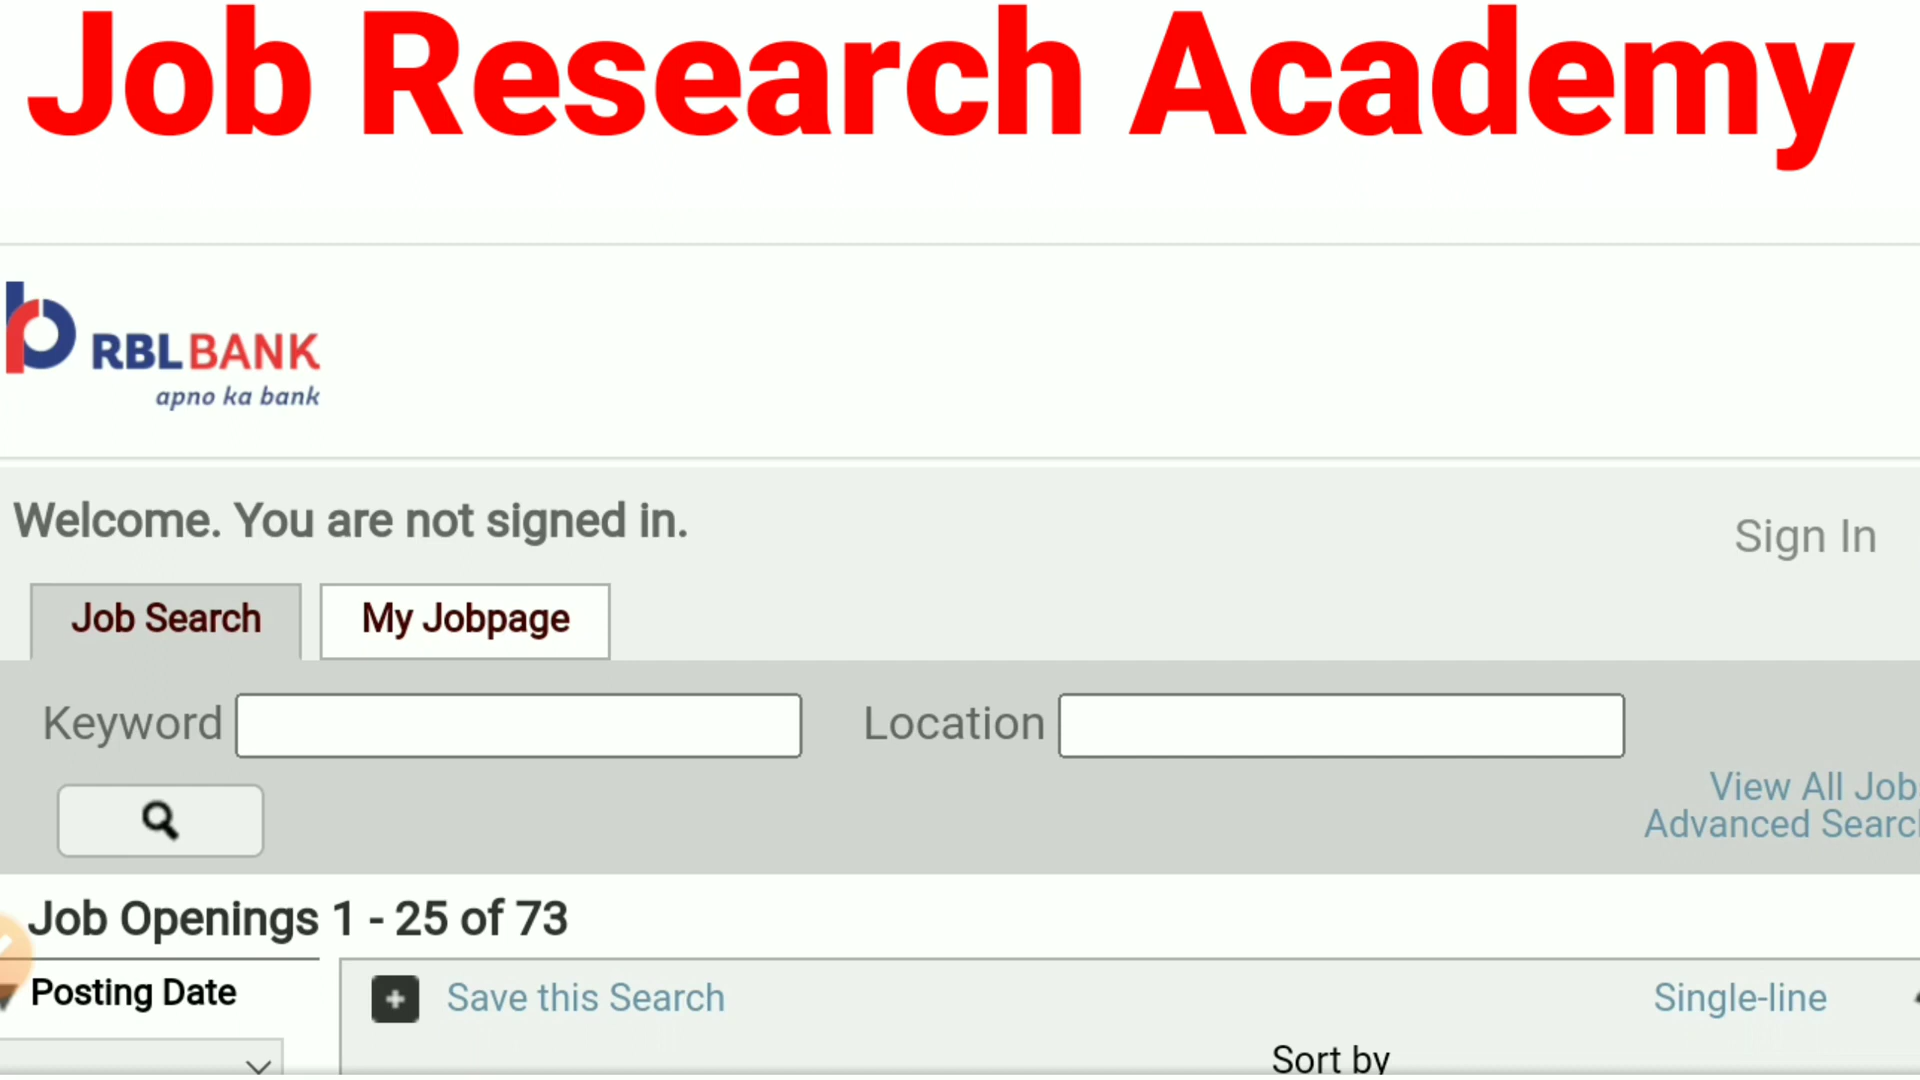 Job Research Academy
RBL BANK
apno ka bank
Welcome. You are not signed in.
Sign In
Job Search My Jobpage
Keyword Location
View All Job
Advanced Searc
Job Openings 1 - 25 of 73
Posting Date
Save this Search Single-line
Sort by